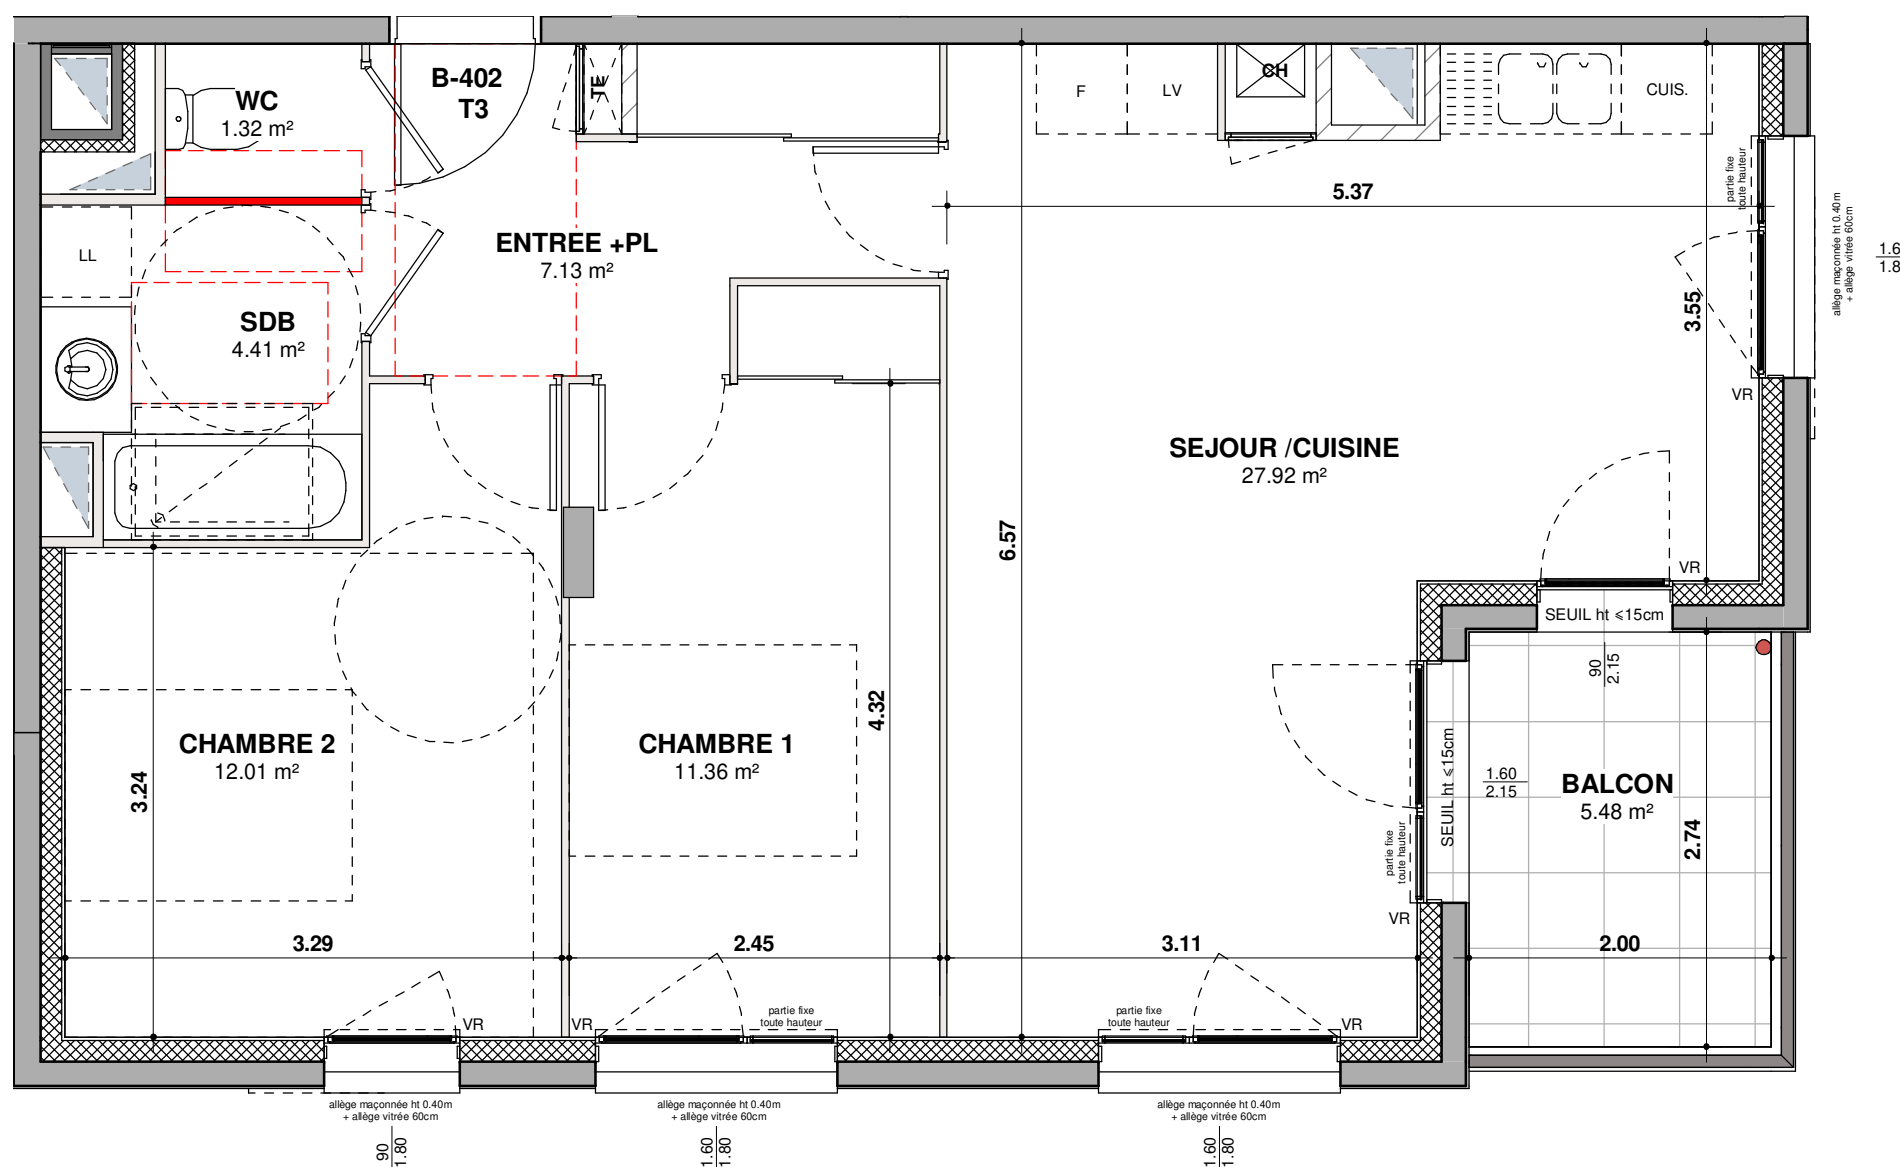 B-402
T3
WC
1.32 m²
TE
F
LV
CH
CUIS.
partie fixe
toute hauteur
allège maçonnée ht 0.40m
+ allège vitrée 60cm
1.6
1.8
5.37
ENTREE +PL
7.13 m²
LL
SDB
4.41 m²
3.55
VR
SEJOUR /CUISINE
27.92 m²
6.57
VR
SEUIL ht ⩽15cm
90
2.15
CHAMBRE 2
12.01 m²
3.24
CHAMBRE 1
11.36 m²
4.32
SEUIL ht ⩽15cm
1.60
2.15
BALCON
5.48 m²
2.74
partie fixe
toute hauteur
VR
3.29
2.45
3.11
2.00
VR
VR
partie fixe
toute hauteur
partie fixe
toute hauteur
VR
allège maçonnée ht 0.40m
+ allège vitrée 60cm
90
1.80
allège maçonnée ht 0.40m
+ allège vitrée 60cm
1.60
1.80
allège maçonnée ht 0.40m
+ allège vitrée 60cm
1.60
1.80